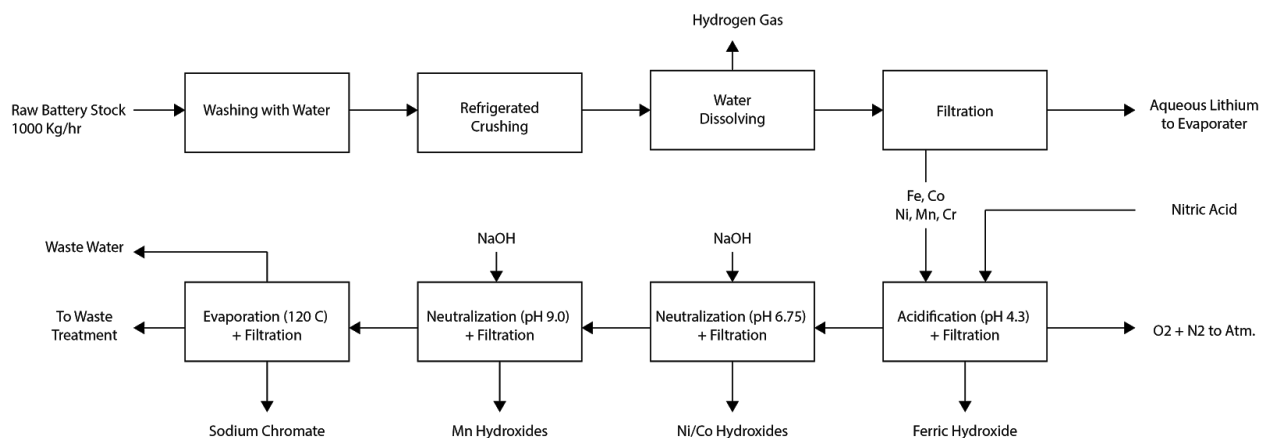 Hydrogen Gas
Raw Battery Stock
1000 Kg/hr
Washing with Water
Refrigerated
Crushing
Water
Dissolving
Filtration
Aqueous Lithium
to Evaporater
Fe, Co
Ni, Mn, Cr
Nitric Acid
Waste Water
NaOH
NaOH
To Waste
Treatment
Evaporation (120 C)
+ Filtration
Neutralization (pH 9.0)
+ Filtration
Neutralization (pH 6.75)
+ Filtration
Acidification (pH 4.3)
+ Filtration
O2 + N2 to Atm.
Sodium Chromate
Mn Hydroxides
Ni/Co Hydroxides
Ferric Hydroxide